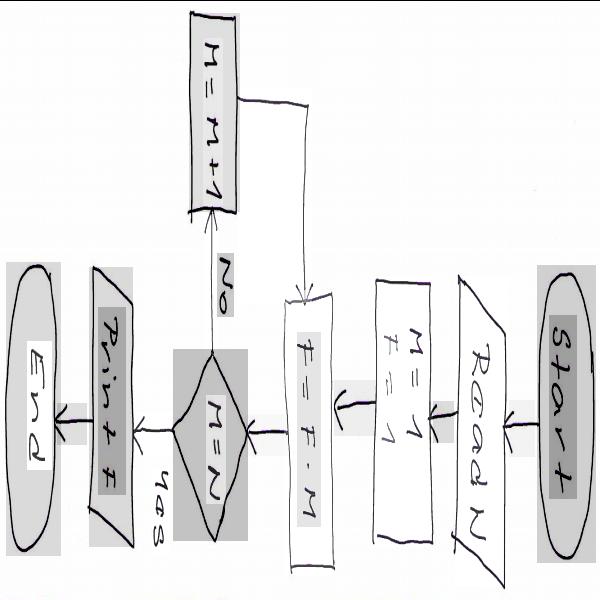 Start
Read N
M = 1
F = 1
F = F · M
M = N
No
M = M + 1
Yes
Print F
End